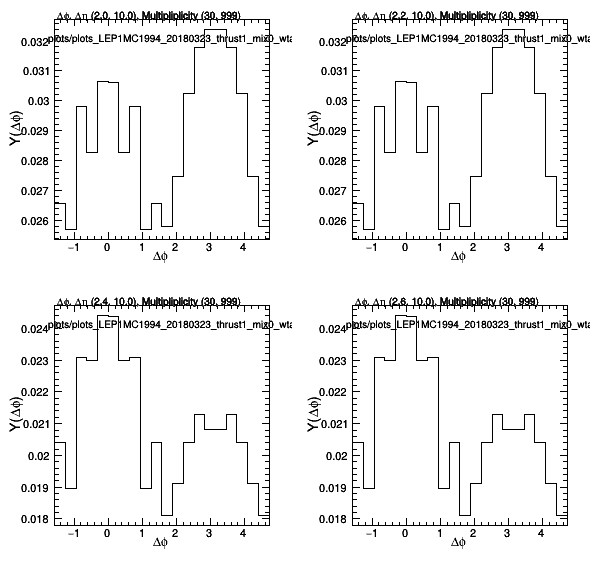 Δϕ, Δη (2.0, 10.0), Multipliplicity (30, 999)
plots/plots_LEP1MC1994_20180323_thrust1_mix0_wta
Y(Δϕ)
0.032
0.031
0.03
0.029
0.028
0.027
0.026
−1 0 1 2 3 4
Δϕ
Δϕ, Δη (2.2, 10.0), Multipliplicity (30, 999)
plots/plots_LEP1MC1994_20180323_thrust1_mix0_wta
Y(Δϕ)
0.032
0.031
0.03
0.029
0.028
0.027
0.026
−1 0 1 2 3 4
Δϕ
Δϕ, Δη (2.4, 10.0), Multipliplicity (30, 999)
plots/plots_LEP1MC1994_20180323_thrust1_mix0_wta
Y(Δϕ)
0.024
0.023
0.022
0.021
0.02
0.019
0.018
−1 0 1 2 3 4
Δϕ
Δϕ, Δη (2.6, 10.0), Multipliplicity (30, 999)
plots/plots_LEP1MC1994_20180323_thrust1_mix0_wta
Y(Δϕ)
0.024
0.023
0.022
0.021
0.02
0.019
0.018
−1 0 1 2 3 4
Δϕ